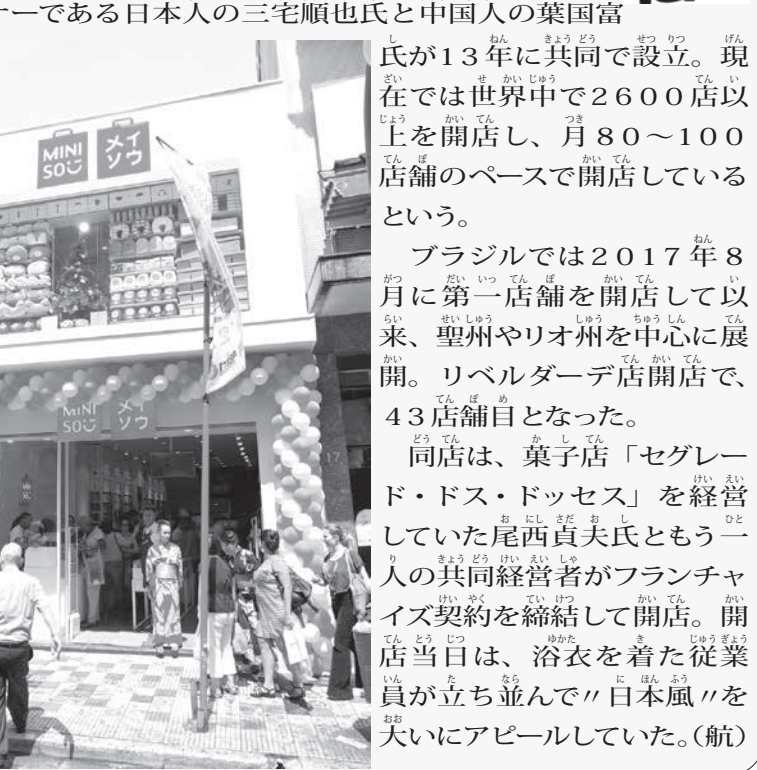 ナーである日本人の三宅順也氏と中国人の葉国富
氏が13年に共同で設立。現
在では世界中で2600店以
上を開店し、月80～100
店舗のペースで開店している
という。
ブラジルでは2017年8
月に第一店舗を開店して以
来、聖州やリオ州を中心に展
開。リベルダーデ店開店で、
43店舗目となった。
同店は、菓子店「セグレー
ド・ドス・ドッセス」を経営
していた尾西貞夫氏ともう一
人の共同経営者がフランチャ
イズ契約を締結して開店。開
店当日は、浴衣を着た従業
員が立ち並んで〃日本風〃を
大いにアピールしていた。（航）
MINI
SO
メイ
ソウ
MINI
SO
メイ
ソウ
17